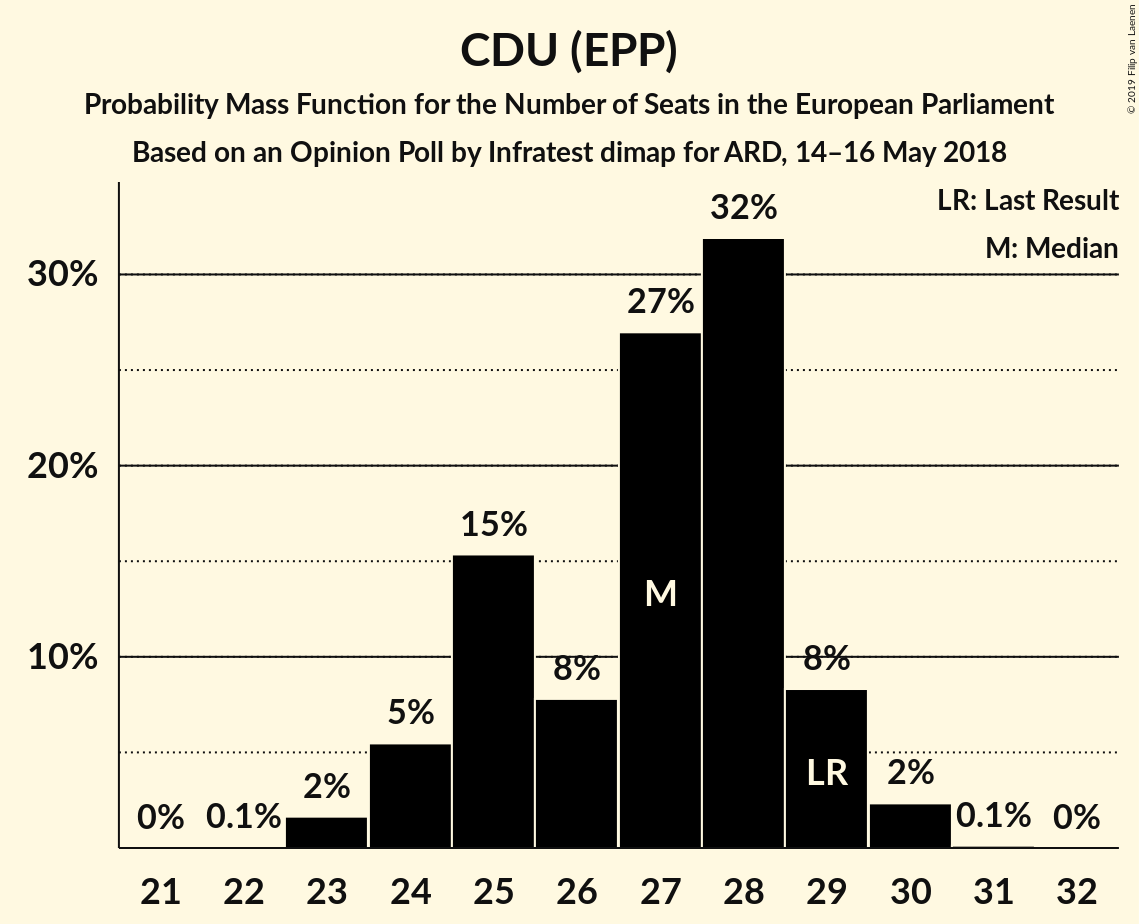 CDU (EPP)
Probability Mass Function for the Number of Seats in the European Parliament
Based on an Opinion Poll by Infratest dimap for ARD, 14–16 May 2018
© 2019 Filip van Laenen
LR: Last Result
M: Median
30%
20%
10%
0%
0.1%
2%
5%
15%
8%
27%
32%
8%
2%
0.1%
0%
M
LR
21 22 23 24 25 26 27 28 29 30 31 32